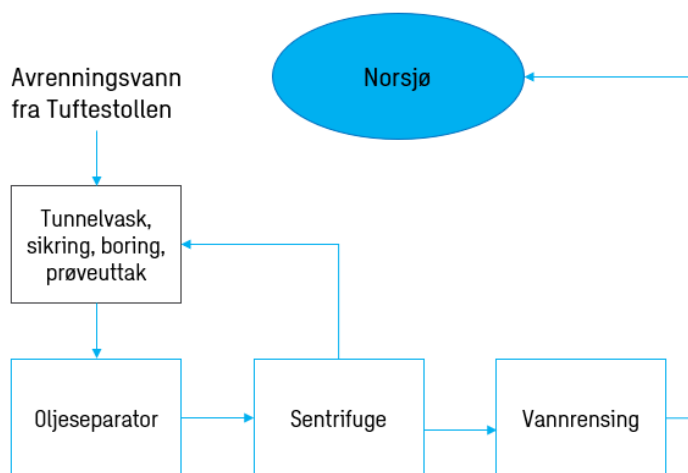 Avrenningsvann
fra Tuftestollen
Norsjø
Tunnelvask,
sikring, boring,
prøveuttak
Oljeseparator
Sentrifuge
Vannrensing